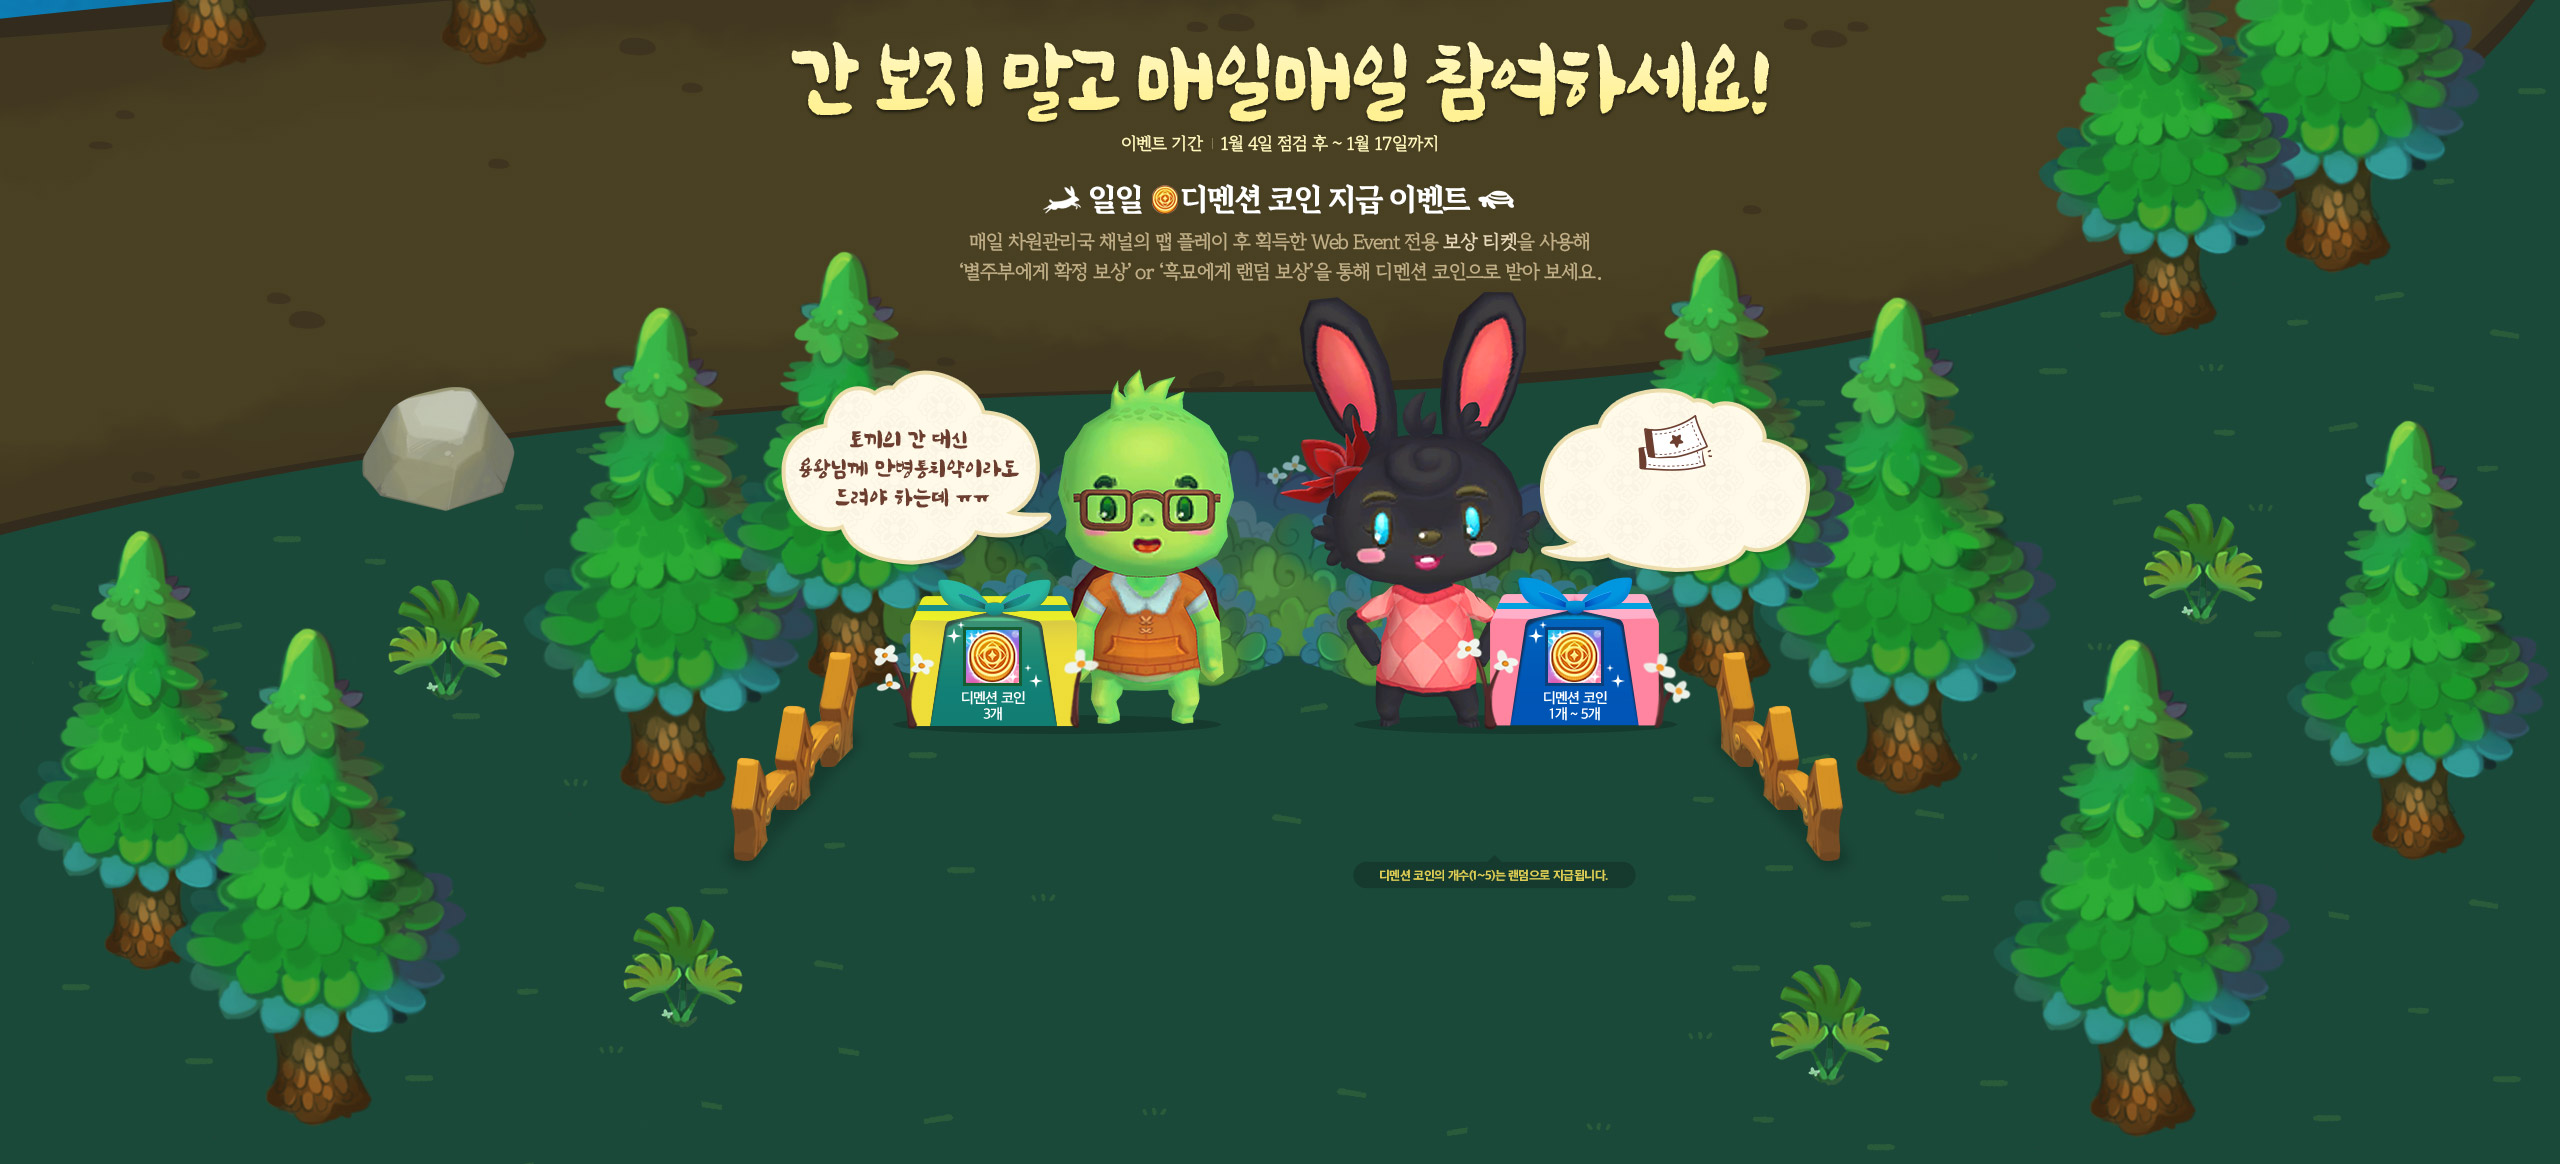 간 보지 말고 매일매일 참여하세요!
이벤트 기간 | 1월 4일 점검 후 ~ 1월 17일까지
일일 디멘션 코인 지급 이벤트
매일 차원관리국 채널의 맵 플레이 후 획득한 Web Event 전용 보상 티켓을 사용해
‘별주부에게 확정 보상’ or ‘흑묘에게 랜덤 보상’을 통해 디멘션 코인으로 받아 보세요.
토끼의 간 대신
용왕님께 만병통치약이라도
드려야 하는데 ㅠㅠ
디멘션 코인
3개
디멘션 코인
1개 ~ 5개
디멘션 코인의 개수(1~5)는 랜덤으로 지급됩니다.